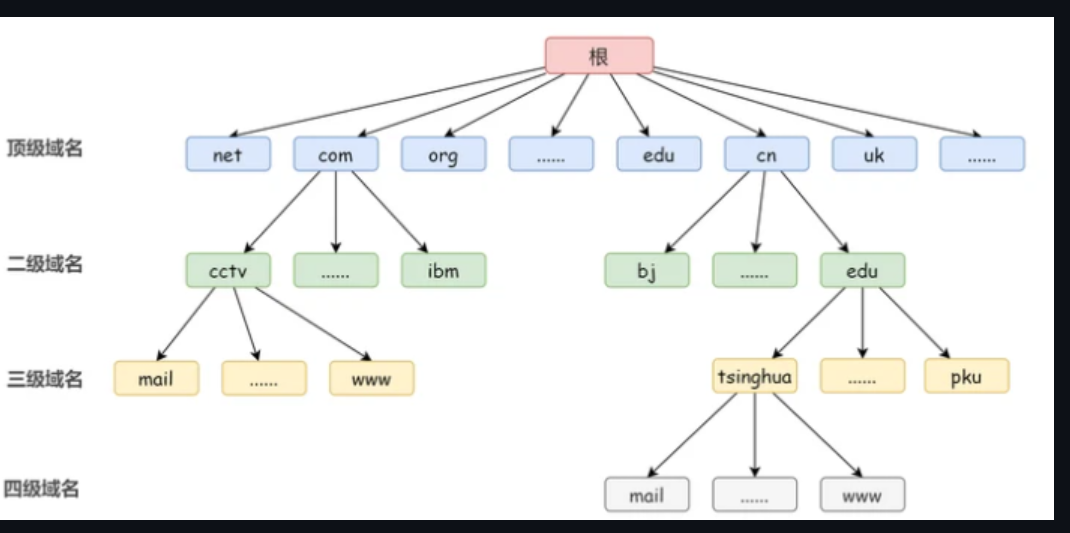 根
顶级域名
net
com
org
......
edu
cn
uk
......
二级域名
cctv
......
ibm
bj
......
edu
三级域名
mail
......
www
tsinghua
......
pku
四级域名
mail
......
www